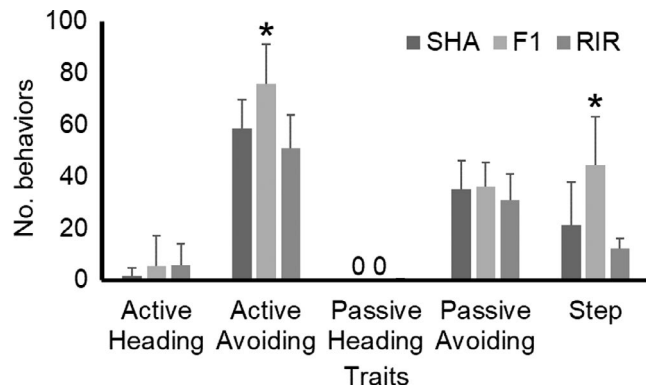 100
80
60
40
20
0
No. behaviors
SHA F1 RIR
*
*
0 0
Active Heading
Active Avoiding
Passive Heading
Passive Avoiding
Step
Traits